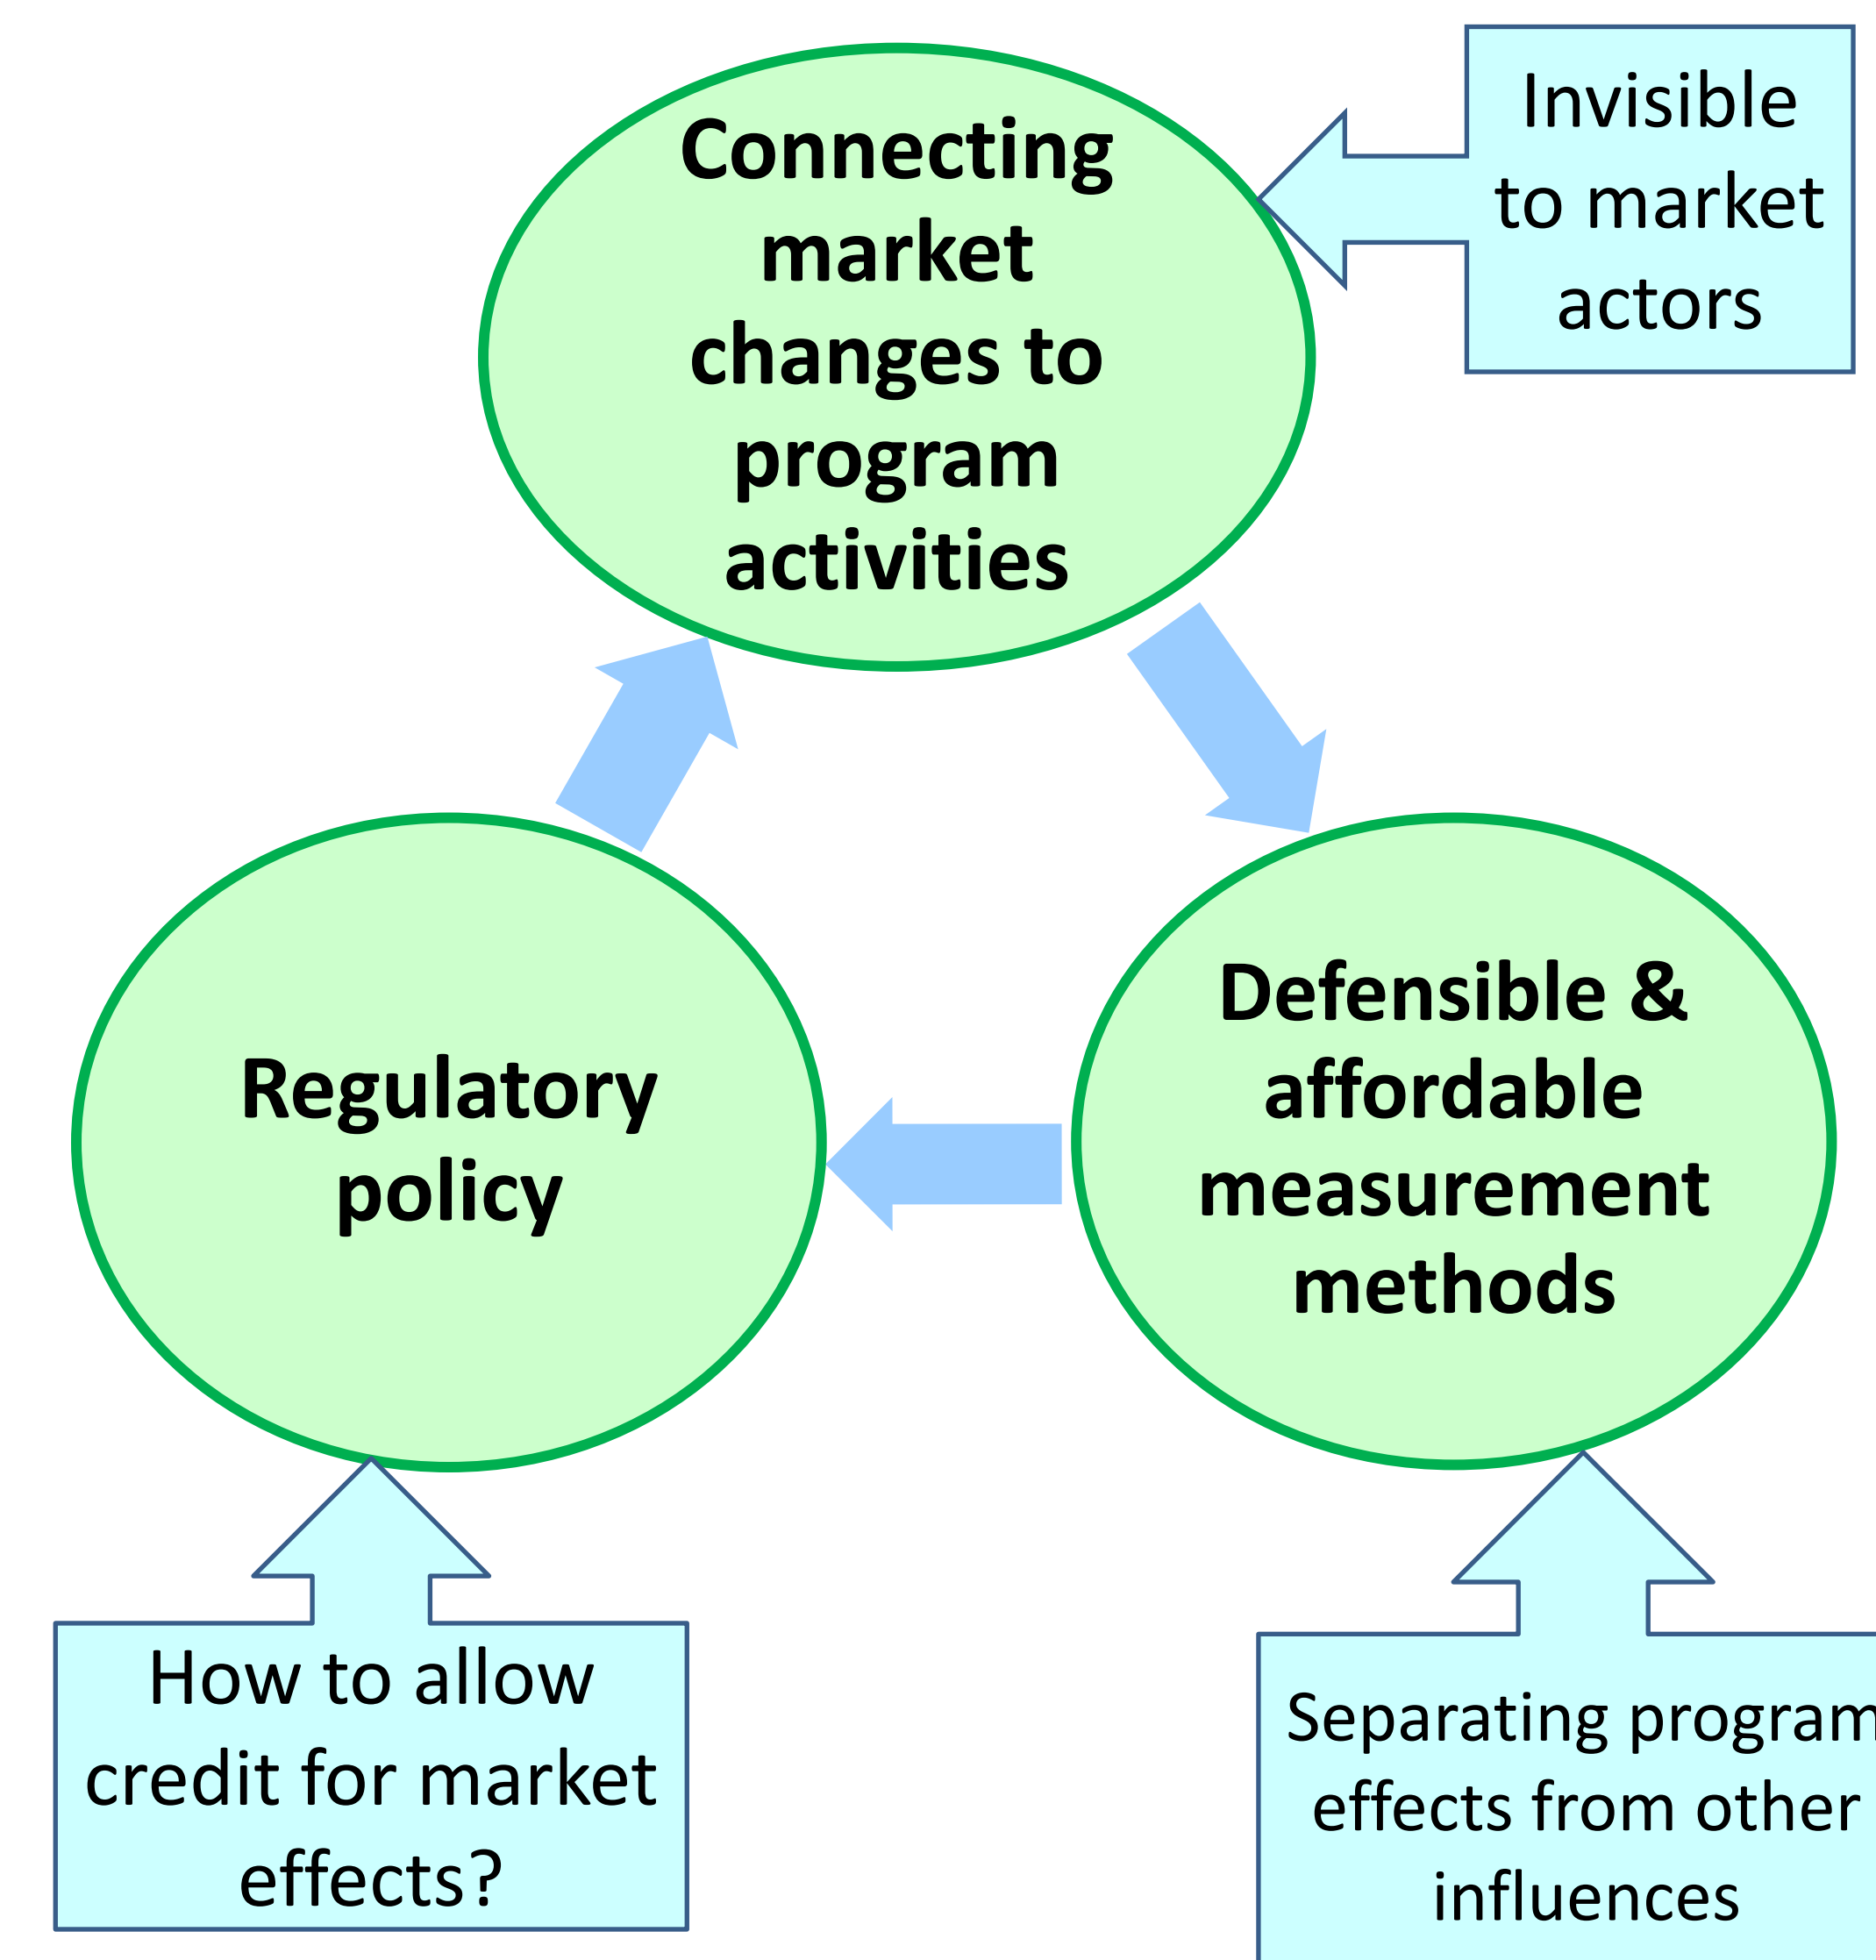 Connecting
market
changes to
program
activities
Invisible
to market
actors
Regulatory
policy
Defensible &
affordable
measurement
methods
How to allow
credit for market
effects?
Separating program
effects from other
influences